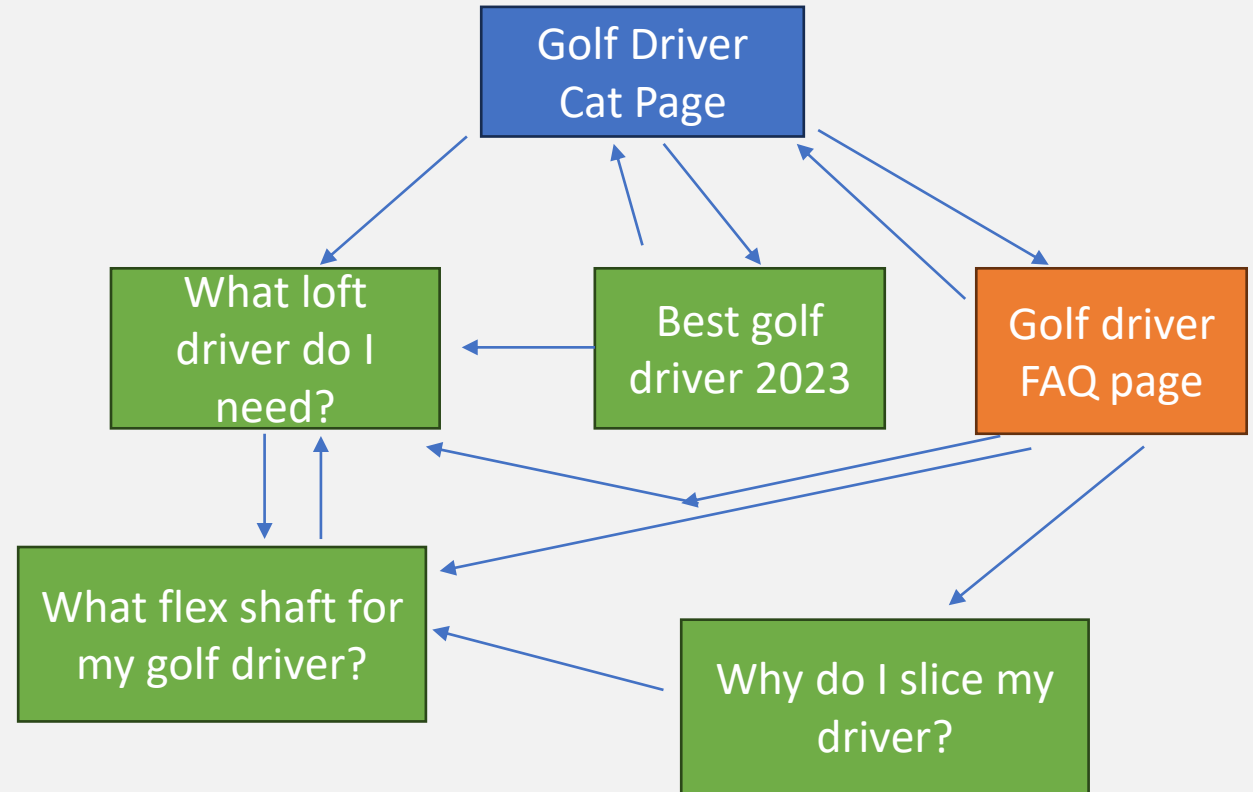 Golf Driver
Cat Page
What loft
driver do I
need?
Best golf
driver 2023
Golf driver
FAQ page
What flex shaft for
my golf driver?
Why do I slice my
driver?